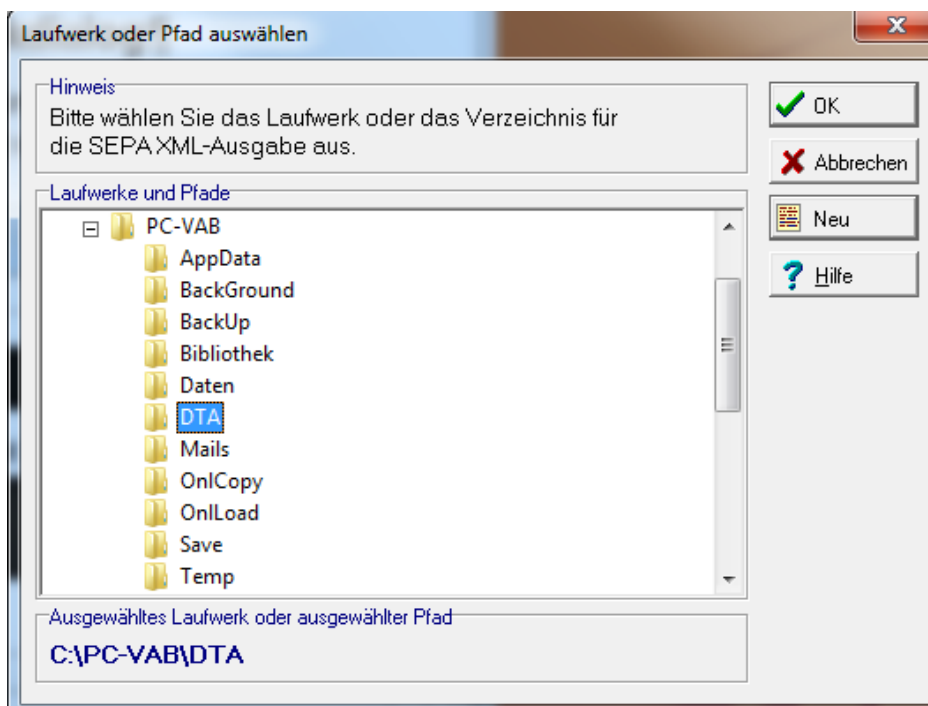 Laufwerk oder Pfad auswählen
Hinweis
Bitte wählen Sie das Laufwerk oder das Verzeichnis für
die SEPA XML-Ausgabe aus.
OK
Abbrechen
Neu
Hilfe
Laufwerke und Pfade
PC-VAB
AppData
BackGround
BackUp
Bibliothek
Daten
DTA
Mails
OnlCopy
OnlLoad
Save
Temp
Ausgewähltes Laufwerk oder ausgewählter Pfad
C:\PC-VAB\DTA